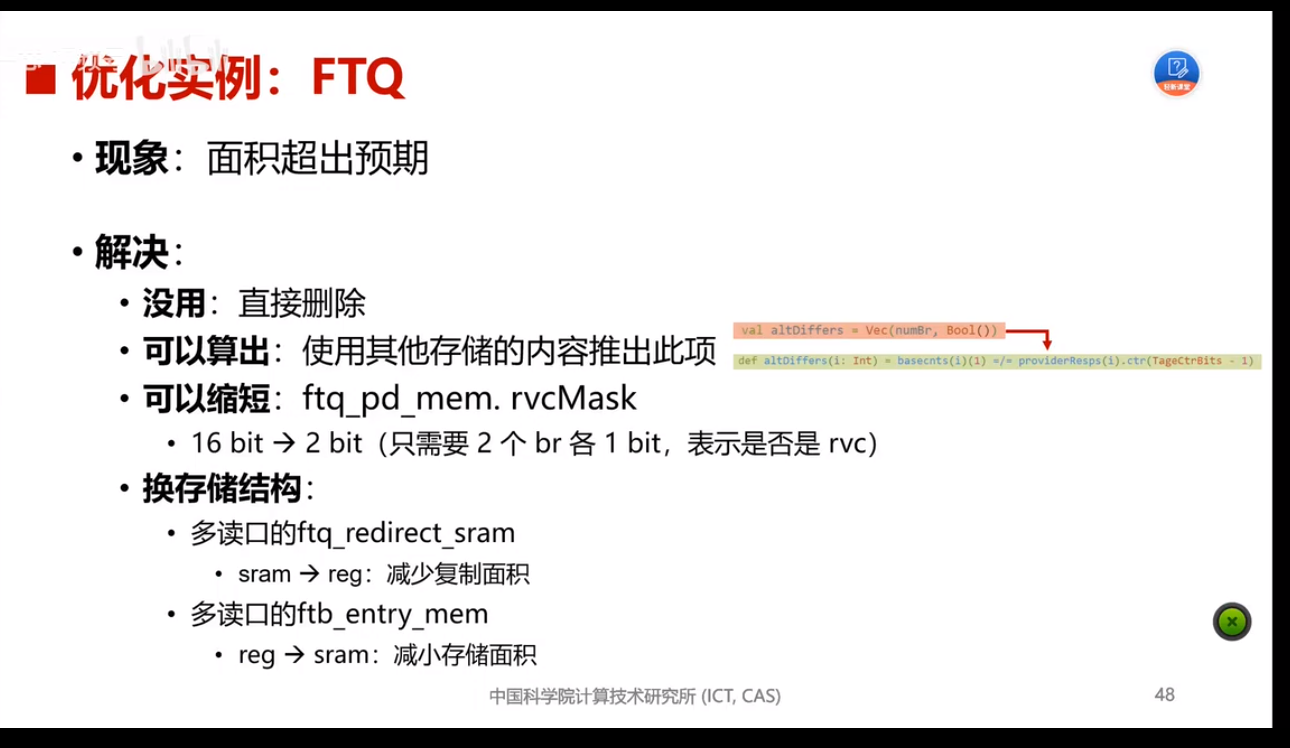 优化实例：FTQ
• 现象：面积超出预期
• 解决：
• 没用：直接删除
• 可以算出：使用其他存储的内容推出此项
val altDiffers = Vec(numBr, Bool())
def altDiffers(i: Int) = basecnts(i)(1) =/= providerResps(i).ctr(TageCtrBits - 1)
• 可以缩短：ftq_pd_mem. rvcMask
• 16 bit → 2 bit（只需要 2 个 br 各 1 bit，表示是否是 rvc）
• 换存储结构：
• 多读口的ftq_redirect_sram
• sram → reg：减少复制面积
• 多读口的ftb_entry_mem
• reg → sram：减小存储面积
中国科学院计算技术研究所 (ICT, CAS)
48